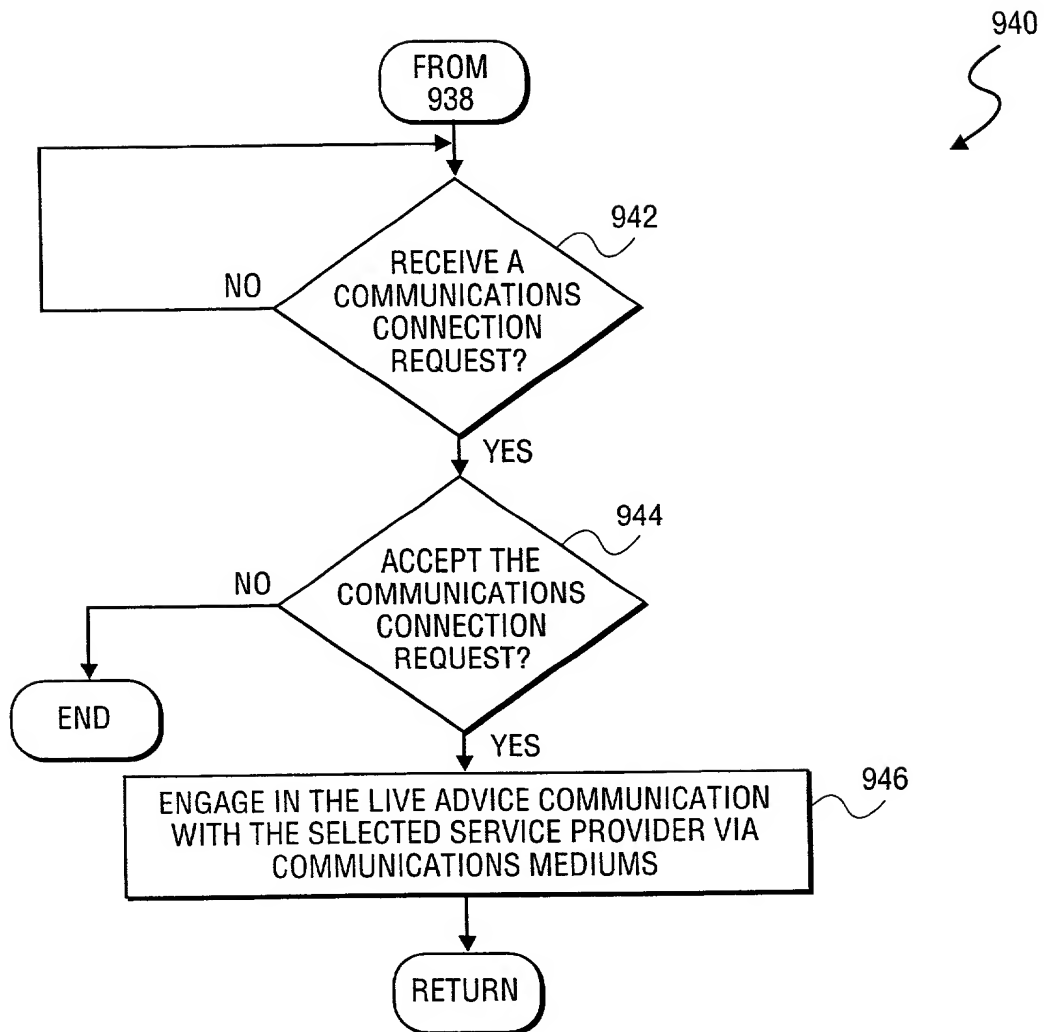 940
FROM
938
942
RECEIVE A
COMMUNICATIONS
CONNECTION
REQUEST?
NO
YES
944
ACCEPT THE
COMMUNICATIONS
CONNECTION
REQUEST?
NO
END
YES
946
ENGAGE IN THE LIVE ADVICE COMMUNICATION
WITH THE SELECTED SERVICE PROVIDER VIA
COMMUNICATIONS MEDIUMS
RETURN